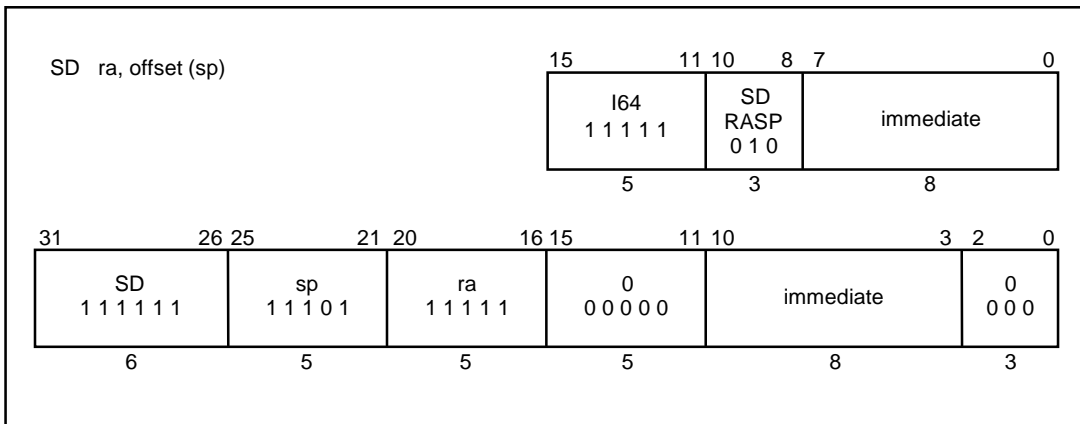 SD ra, offset (sp)
15 11 10 8 7 0
I64 SD immediate
1 1 1 1 1 RASP
0 1 0
5 3 8
31 26 25 21 20 16 15 11 10 3 2 0
SD sp ra 0 immediate 0
1 1 1 1 1 1 1 1 1 0 1 1 1 1 1 1 0 0 0 0 0 0 0 0
6 5 5 5 8 3